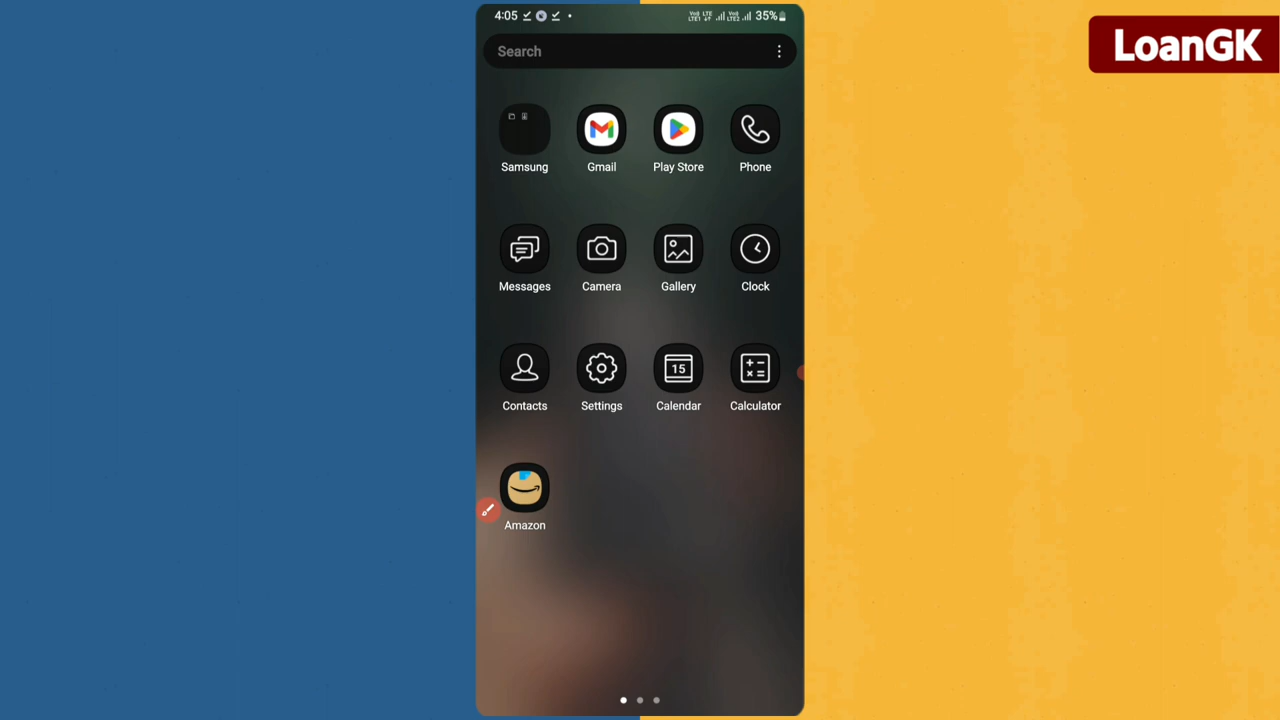 LoanGK
4:05 35%
Search
Samsung Gmail Play Store Phone
Messages Camera Gallery Clock
15
Contacts Settings Calendar Calculator
Amazon